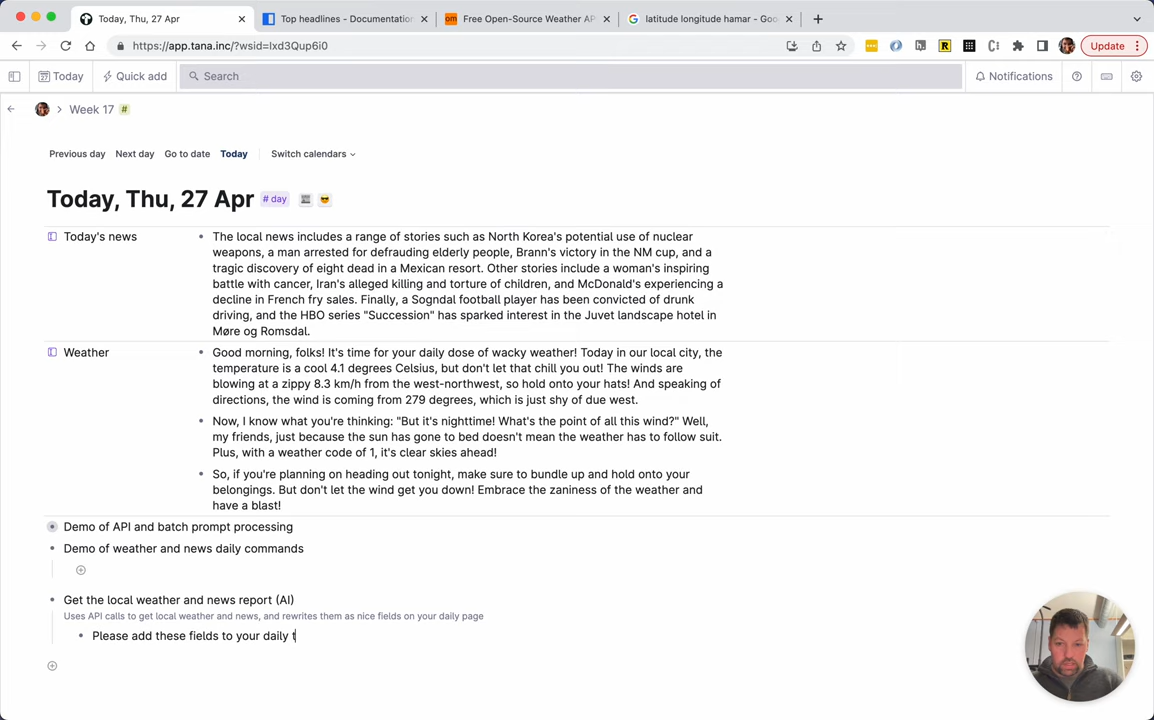 Today, Thu, 27 Apr
Top headlines - Documentation
Free Open-Source Weather AP
latitude longitude hamar - Goo
https://app.tana.inc/?wsid=Ixd3Qup6i0
Update
Today
Quick add
Search
Notifications
Week 17 #
Previous day
Next day
Go to date
Today
Switch calendars
Today, Thu, 27 Apr
# day
Today's news
The local news includes a range of stories such as North Korea's potential use of nuclear
weapons, a man arrested for defrauding elderly people, Brann's victory in the NM cup, and a
tragic discovery of eight dead in a Mexican resort. Other stories include a woman's inspiring
battle with cancer, Iran's alleged killing and torture of children, and McDonald's experiencing a
decline in French fry sales. Finally, a Sogndal football player has been convicted of drunk
driving, and the HBO series "Succession" has sparked interest in the Juvet landscape hotel in
Møre og Romsdal.
Weather
Good morning, folks! It's time for your daily dose of wacky weather! Today in our local city, the
temperature is a cool 4.1 degrees Celsius, but don't let that chill you out! The winds are
blowing at a zippy 8.3 km/h from the west-northwest, so hold onto your hats! And speaking of
directions, the wind is coming from 279 degrees, which is just shy of due west.
Now, I know what you're thinking: "But it's nighttime! What's the point of all this wind?" Well,
my friends, just because the sun has gone to bed doesn't mean the weather has to follow suit.
Plus, with a weather code of 1, it's clear skies ahead!
So, if you're planning on heading out tonight, make sure to bundle up and hold onto your
belongings. But don't let the wind get you down! Embrace the zaniness of the weather and
have a blast!
Demo of API and batch prompt processing
Demo of weather and news daily commands
Get the local weather and news report (AI)
Uses API calls to get local weather and news, and rewrites them as nice fields on your daily page
Please add these fields to your daily t